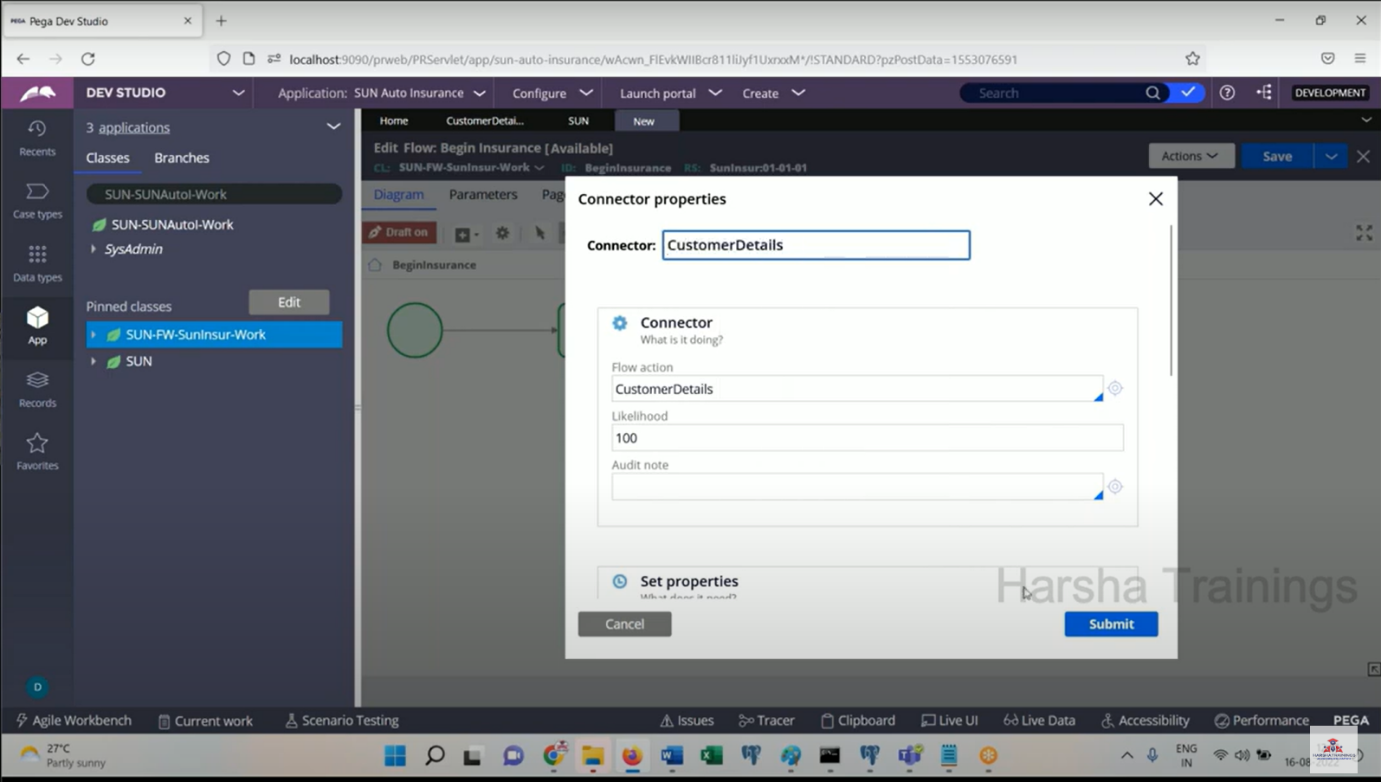 PEGA Pega Dev Studio
localhost:9090/prweb/PRServlet/app/sun-auto-insurance/
DEV STUDIO Application: SUN Auto Insurance Configure Launch portal Create Search DEVELOPMENT
Recents
Case types
Data types
App
Records
Favorites
D
3 applications
Classes Branches
SUN-SUNAutoI-Work
SUN-SUNAutoI-Work
SysAdmin
Pinned classes Edit
SUN-FW-SunInsur-Work
SUN
Home CustomerDetai... SUN New
Edit Flow: Begin Insurance [Available]
CL: SUN-FW-SunInsur-Work ID: BeginInsurance RS: SunInsur:01-01-01
Actions Save
Diagram Parameters Pag
Draft on
BeginInsurance
Connector properties
Connector: CustomerDetails
Connector
What is it doing?
Flow action
CustomerDetails
Likelihood
100
Audit note
Set properties
What does it need?
Cancel Submit
Harsha Trainings
Agile Workbench Current work Scenario Testing Issues Tracer Clipboard Live UI Live Data Accessibility Performance PEGA
27°C
Partly sunny
ENG
IN